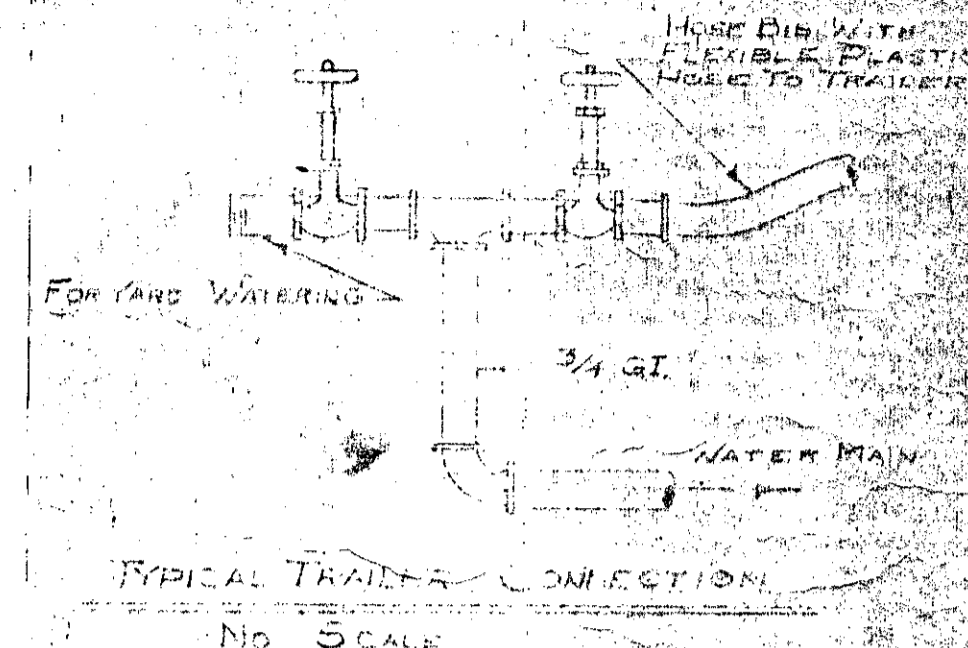 HOSE BIB WITH
FLEXIBLE PLASTIC
HOSE TO TRAILER
FOR YARD WATERING
3/4 G.I.
WATER MAIN
TYPICAL TRAILER CONNECTION
NO SCALE